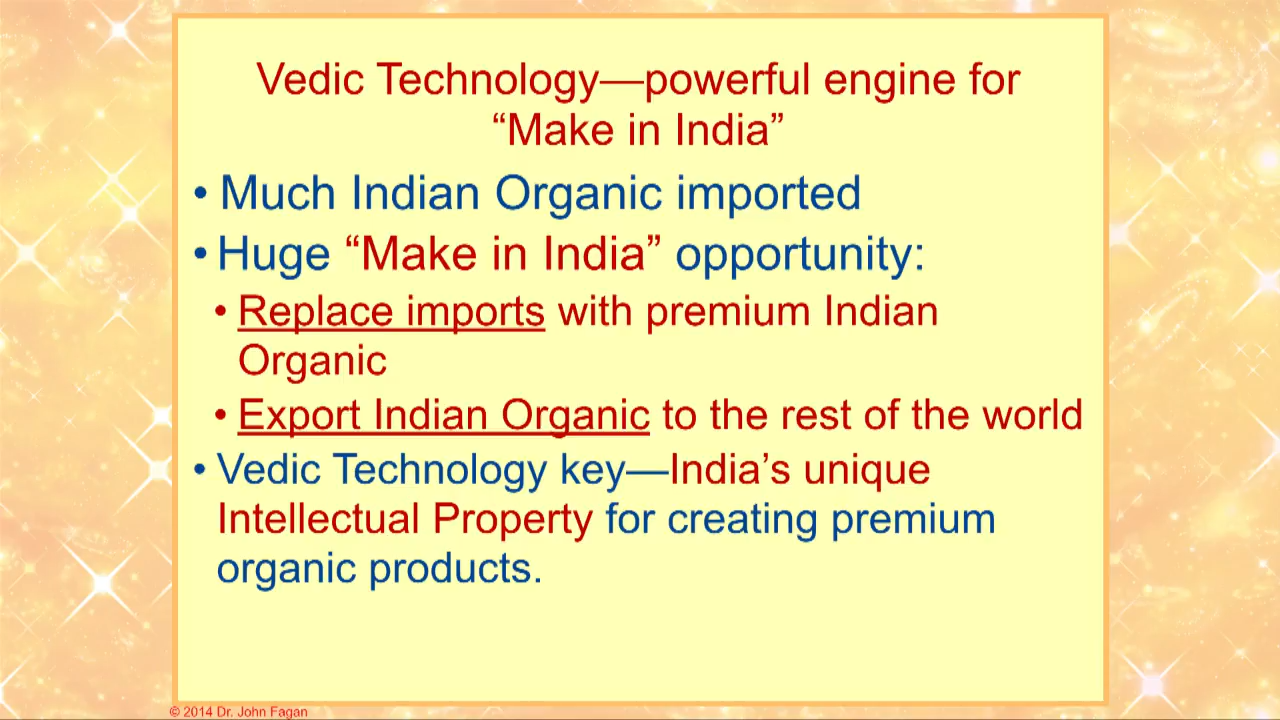 Vedic Technology—powerful engine for
“Make in India”
• Much Indian Organic imported
• Huge “Make in India” opportunity:
• Replace imports with premium Indian
Organic
• Export Indian Organic to the rest of the world
• Vedic Technology key—India’s unique
Intellectual Property for creating premium
organic products.
© 2014 Dr. John Fagan